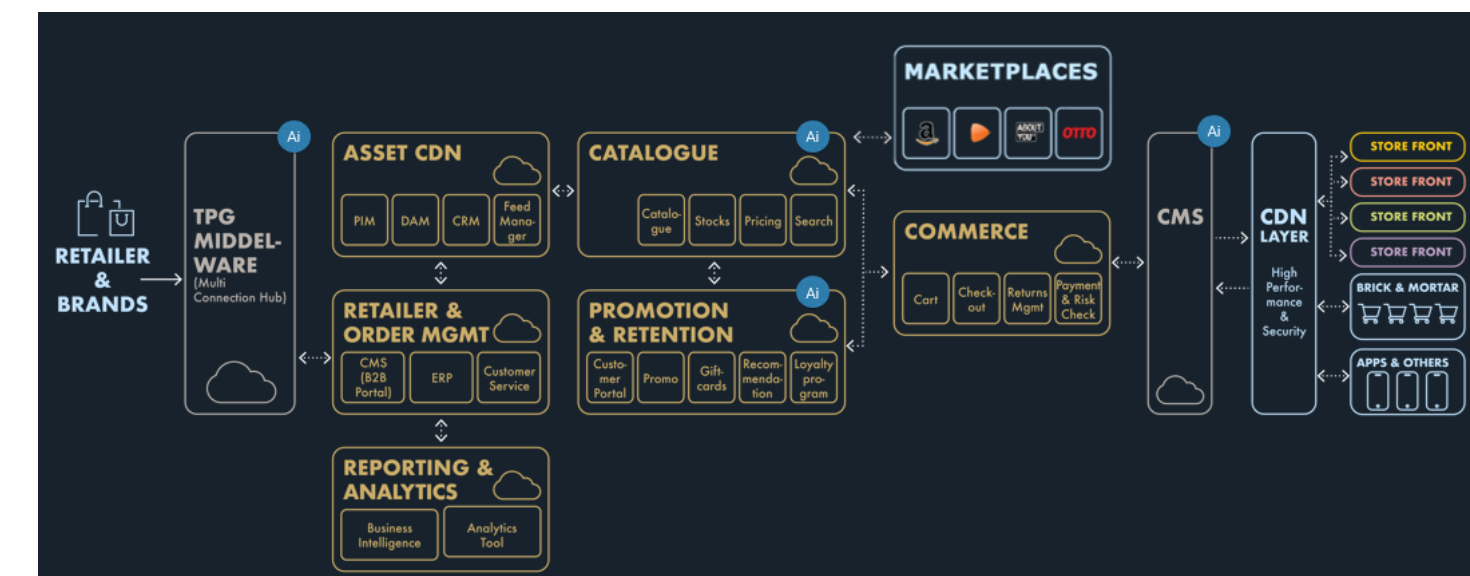 RETAILER
&
BRANDS
Ai
TPG
MIDDEL-
WARE
(Multi
Connection Hub)
ASSET CDN
PIM
DAM
CRM
Feed
Mana-
ger
RETAILER &
ORDER MGMT
CMS
(B2B
Portal)
ERP
Customer
Service
REPORTING &
ANALYTICS
Business
Intelligence
Analytics
Tool
Ai
CATALOGUE
Catalo-
gue
Stocks
Pricing
Search
Ai
PROMOTION
& RETENTION
Custo-
mer
Portal
Promo
Gift-
cards
Recom-
menda-
tion
Loyalty
pro-
gram
MARKETPLACES
a
ABOUT
YOU
OTTO
COMMERCE
Cart
Check-
out
Returns
Mgmt
Payment
& Risk
Check
Ai
CMS
CDN
LAYER
High
Perfor-
mance
&
Security
STORE FRONT
STORE FRONT
STORE FRONT
STORE FRONT
BRICK & MORTAR
APPS & OTHERS